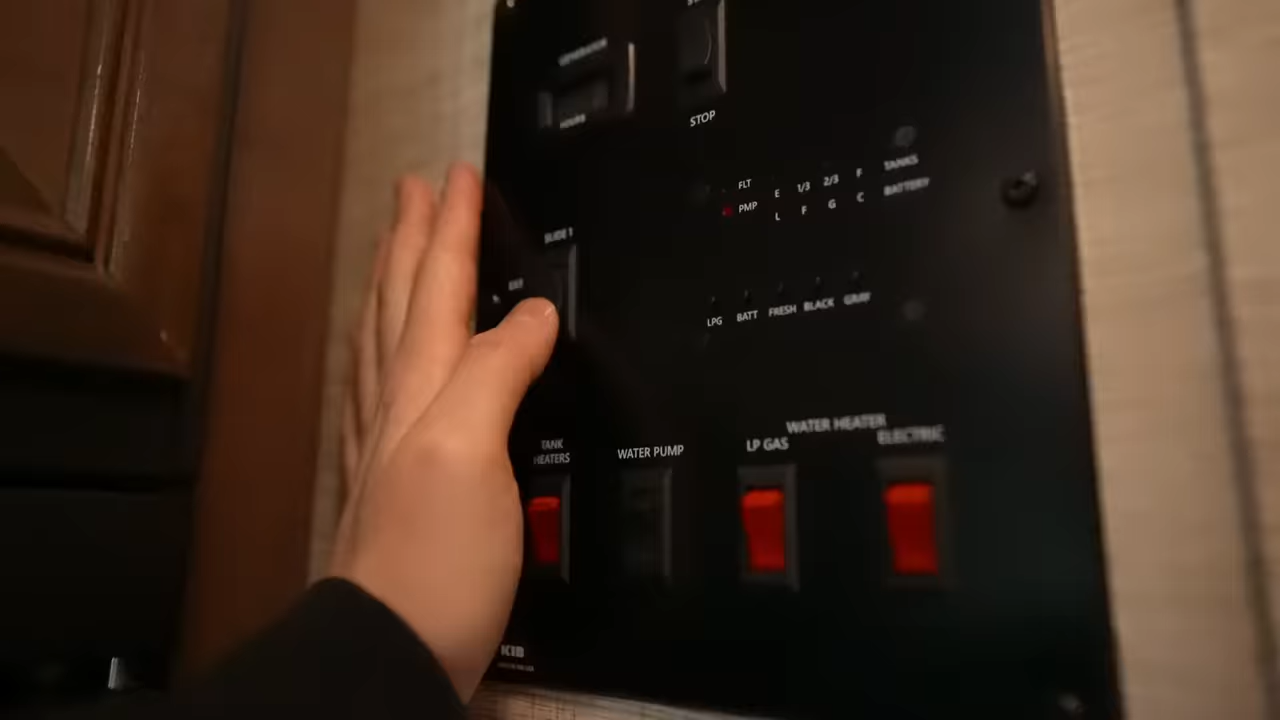 GENERATOR
HOURS
STOP
FLT E 1/3 2/3 F TANKS
PMP L F G C BATTERY
SLIDE 1
EXT
LPG BATT FRESH BLACK GRAY
WATER HEATER
TANK HEATERS WATER PUMP LP GAS ELECTRIC
KIB